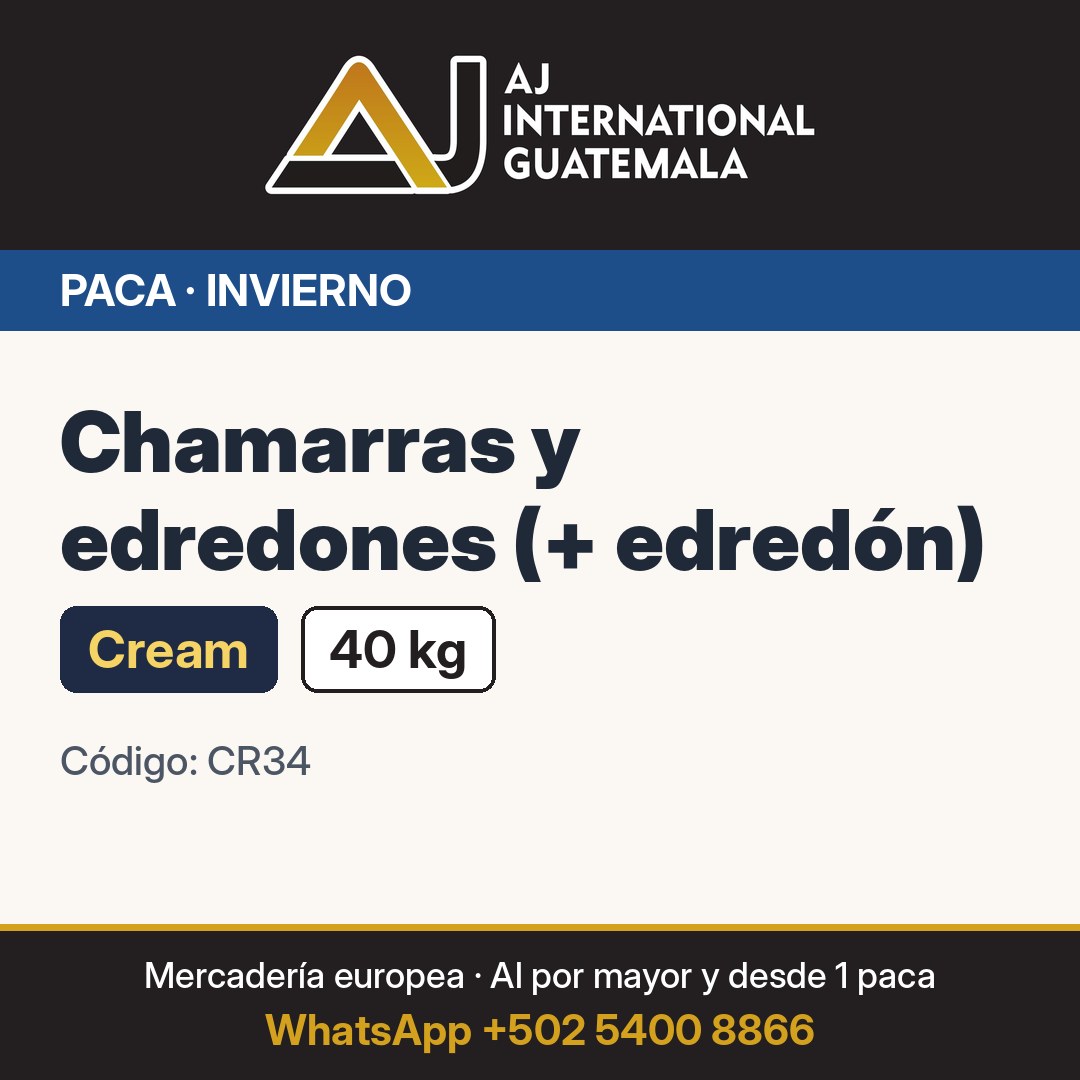 AJ
AJ
INTERNATIONAL
GUATEMALA
PACA · INVIERNO
Chamarras y
edredones (+ edredón)
Cream
40 kg
Código: CR34
Mercadería europea · Al por mayor y desde 1 paca
WhatsApp +502 5400 8866